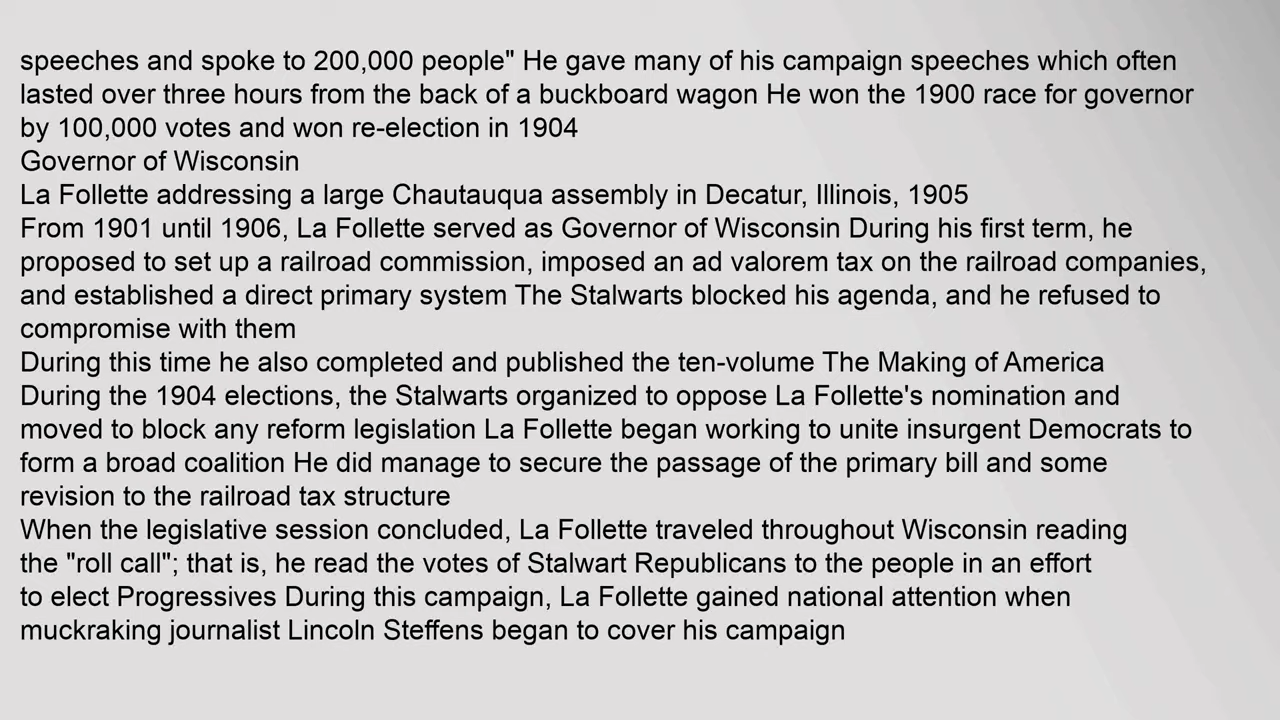 speeches and spoke to 200,000 people" He gave many of his campaign speeches which often
lasted over three hours from the back of a buckboard wagon He won the 1900 race for governor
by 100,000 votes and won re-election in 1904
Governor of Wisconsin
La Follette addressing a large Chautauqua assembly in Decatur, Illinois, 1905
From 1901 until 1906, La Follette served as Governor of Wisconsin During his first term, he
proposed to set up a railroad commission, imposed an ad valorem tax on the railroad companies,
and established a direct primary system The Stalwarts blocked his agenda, and he refused to
compromise with them
During this time he also completed and published the ten-volume The Making of America
During the 1904 elections, the Stalwarts organized to oppose La Follette's nomination and
moved to block any reform legislation La Follette began working to unite insurgent Democrats to
form a broad coalition He did manage to secure the passage of the primary bill and some
revision to the railroad tax structure
When the legislative session concluded, La Follette traveled throughout Wisconsin reading
the "roll call"; that is, he read the votes of Stalwart Republicans to the people in an effort
to elect Progressives During this campaign, La Follette gained national attention when
muckraking journalist Lincoln Steffens began to cover his campaign